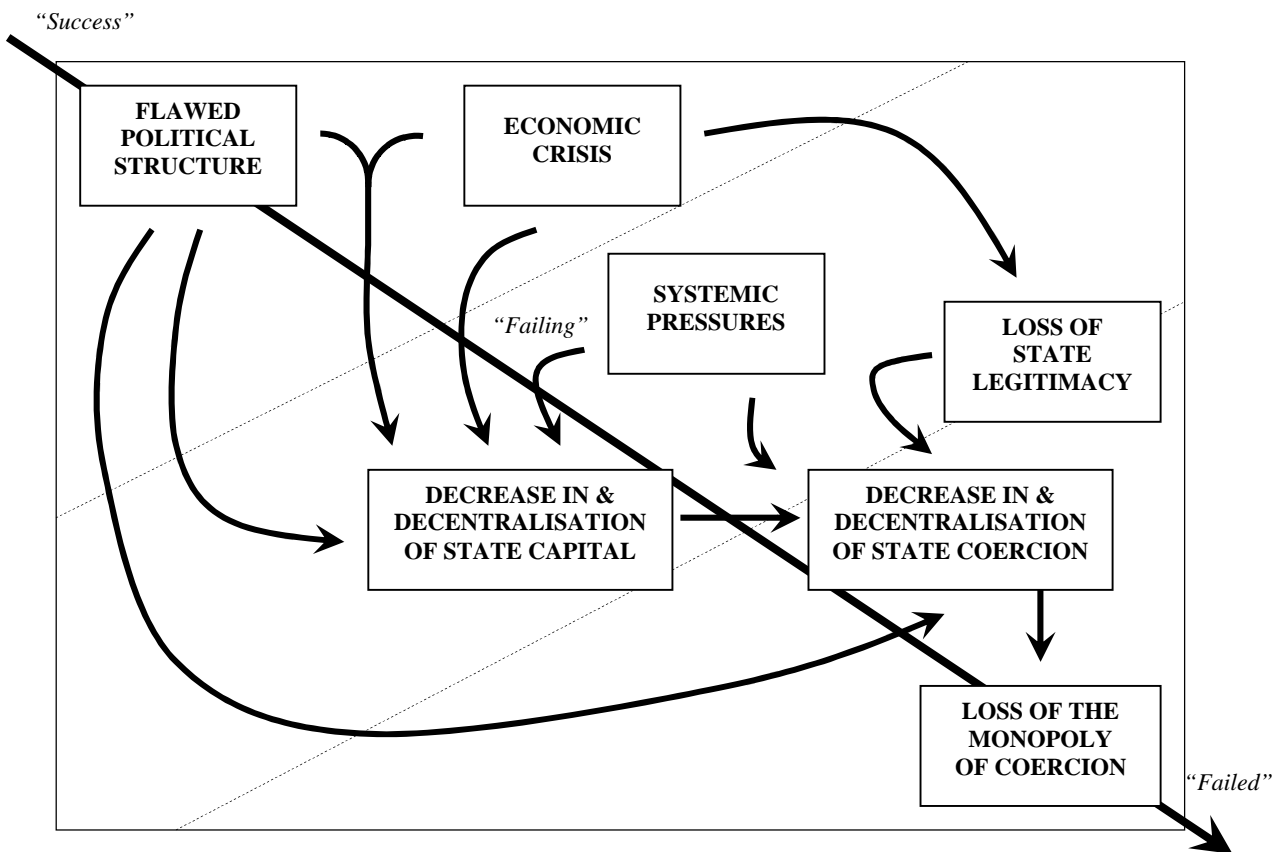 “Success”
FLAWED
POLITICAL
STRUCTURE
ECONOMIC
CRISIS
SYSTEMIC
PRESSURES
“Failing”
LOSS OF
STATE
LEGITIMACY
DECREASE IN &
DECENTRALISATION
OF STATE CAPITAL
DECREASE IN &
DECENTRALISATION
OF STATE COERCION
LOSS OF THE
MONOPOLY
OF COERCION
“Failed”